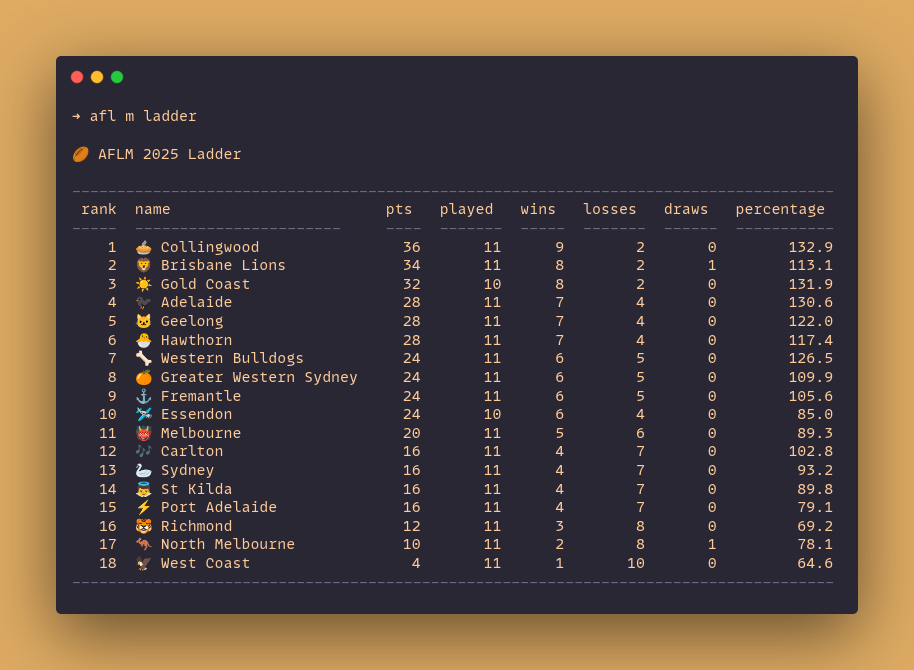 ➜ afl m ladder
🏉 AFLM 2025 Ladder
rank name pts played wins losses draws percentage
1 🥧 Collingwood 36 11 9 2 0 132.9
2 🦁 Brisbane Lions 34 11 8 2 1 113.1
3 ☀️ Gold Coast 32 10 8 2 0 131.9
4 🐦‍⬛ Adelaide 28 11 7 4 0 130.6
5 🐱 Geelong 28 11 7 4 0 122.0
6 🐣 Hawthorn 28 11 7 4 0 117.4
7 🦴 Western Bulldogs 24 11 6 5 0 126.5
8 🍊 Greater Western Sydney 24 11 6 5 0 109.9
9 ⚓ Fremantle 24 11 6 5 0 105.6
10 🛩️ Essendon 24 10 6 4 0 85.0
11 👹 Melbourne 20 11 5 6 0 89.3
12 🎶 Carlton 16 11 4 7 0 102.8
13 🦢 Sydney 16 11 4 7 0 93.2
14 👼 St Kilda 16 11 4 7 0 89.8
15 ⚡ Port Adelaide 16 11 4 7 0 79.1
16 🐯 Richmond 12 11 3 8 0 69.2
17 🦘 North Melbourne 10 11 2 8 1 78.1
18 🦅 West Coast 4 11 1 10 0 64.6